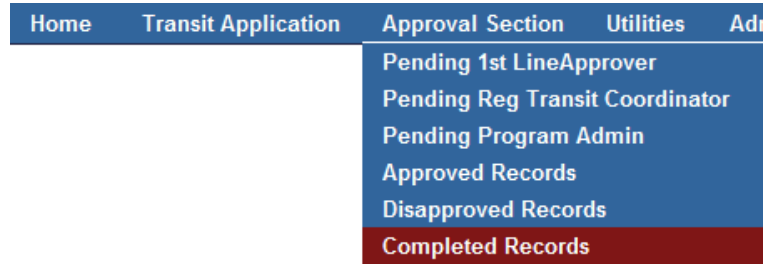 Home Transit Application Approval Section Utilities
Pending 1st LineApprover
Pending Reg Transit Coordinator
Pending Program Admin
Approved Records
Disapproved Records
Completed Records